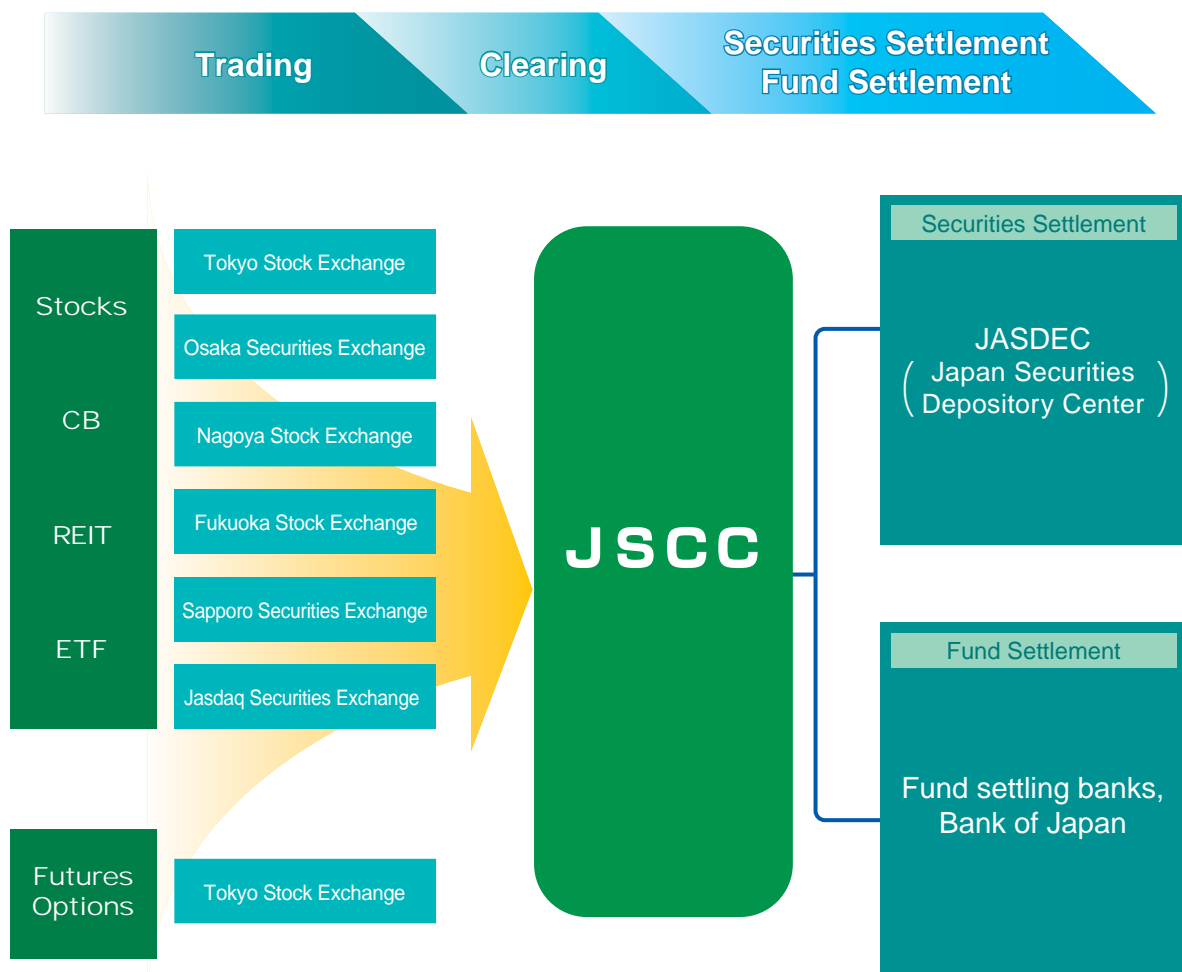 Trading
Clearing
Securities Settlement
Fund Settlement
Stocks
CB
REIT
ETF
Tokyo Stock Exchange
Osaka Securities Exchange
Nagoya Stock Exchange
Fukuoka Stock Exchange
Sapporo Securities Exchange
Jasdaq Securities Exchange
Futures
Options
Tokyo Stock Exchange
JSCC
Securities Settlement
JASDEC
( Japan Securities
Depository Center )
Fund Settlement
Fund settling banks,
Bank of Japan